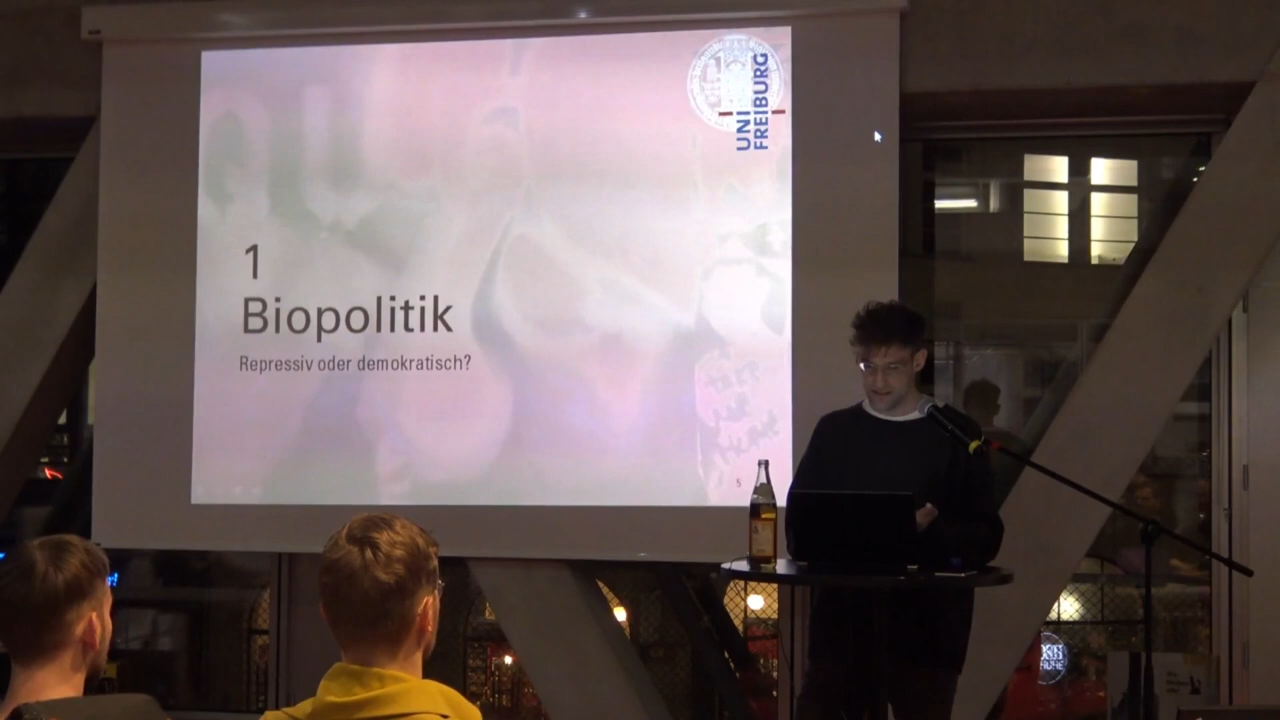 UNI
FREIBURG
1
Biopolitik
Repressiv oder demokratisch?
5